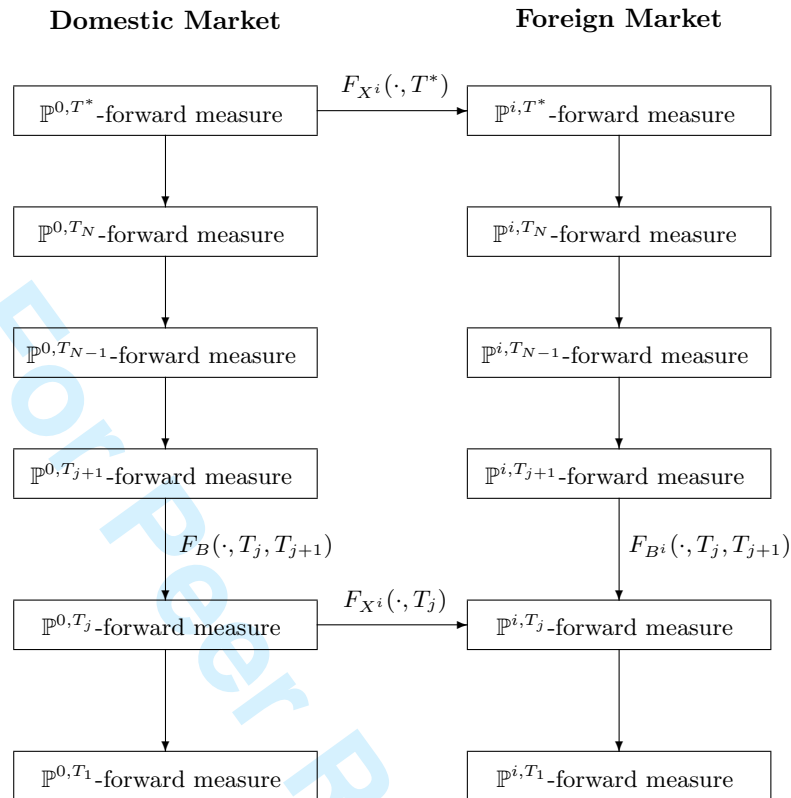 Domestic Market Foreign Market
F_{X^i}(·, T^*)
ℙ^{0,T^*}-forward measure ℙ^{i,T^*}-forward measure
ℙ^{0,T_N}-forward measure ℙ^{i,T_N}-forward measure
ℙ^{0,T_{N−1}}-forward measure ℙ^{i,T_{N−1}}-forward measure
ℙ^{0,T_{j+1}}-forward measure ℙ^{i,T_{j+1}}-forward measure
F_B(·, T_j, T_{j+1}) F_{B^i}(·, T_j, T_{j+1})
F_{X^i}(·, T_j)
ℙ^{0,T_j}-forward measure ℙ^{i,T_j}-forward measure
ℙ^{0,T_1}-forward measure ℙ^{i,T_1}-forward measure
For Peer R